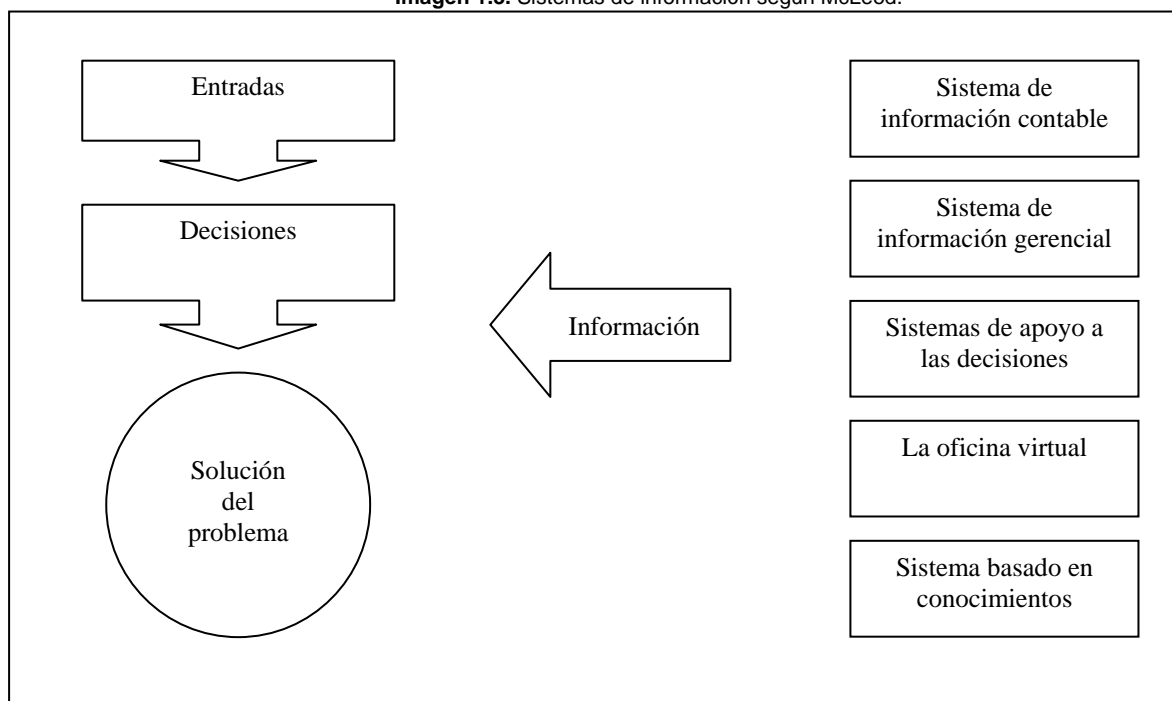 Imagen 1.3. Sistemas de información según McLeod.
Entradas
Decisiones
Solución
del
problema
Información
Sistema de
información contable
Sistema de
información gerencial
Sistemas de apoyo a
las decisiones
La oficina virtual
Sistema basado en
conocimientos